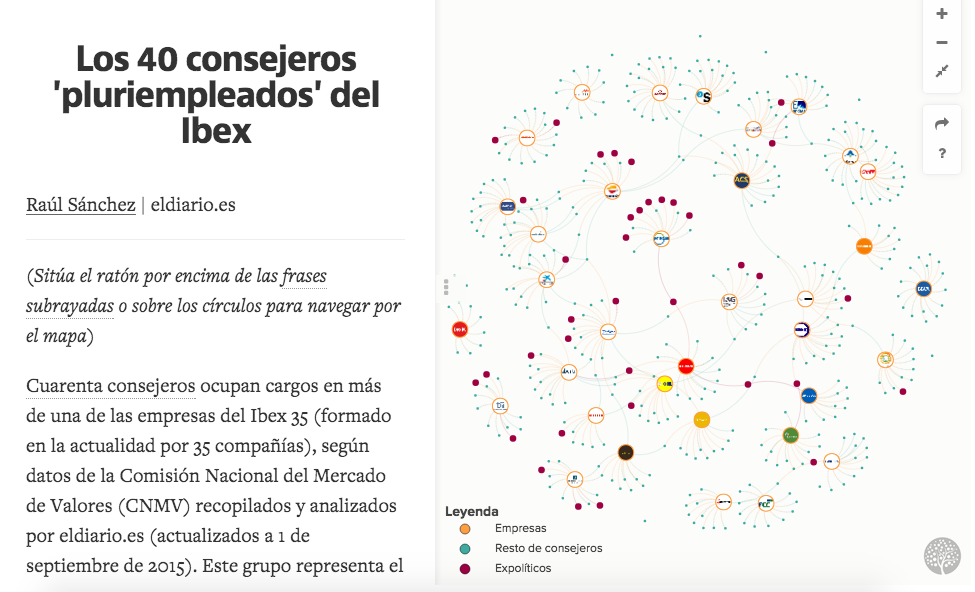 Los 40 consejeros
'pluriempleados' del
Ibex
Raúl Sánchez | eldiario.es
(Sitúa el ratón por encima de las frases
subrayadas o sobre los círculos para navegar por
el mapa)
Cuarenta consejeros ocupan cargos en más
de una de las empresas del Ibex 35 (formado
en la actualidad por 35 compañías), según
datos de la Comisión Nacional del Mercado
de Valores (CNMV) recopilados y analizados
por eldiario.es (actualizados a 1 de
septiembre de 2015). Este grupo representa el
ACS
IAG
BBVA
FCC
Leyenda
Empresas
Resto de consejeros
Expolíticos
?